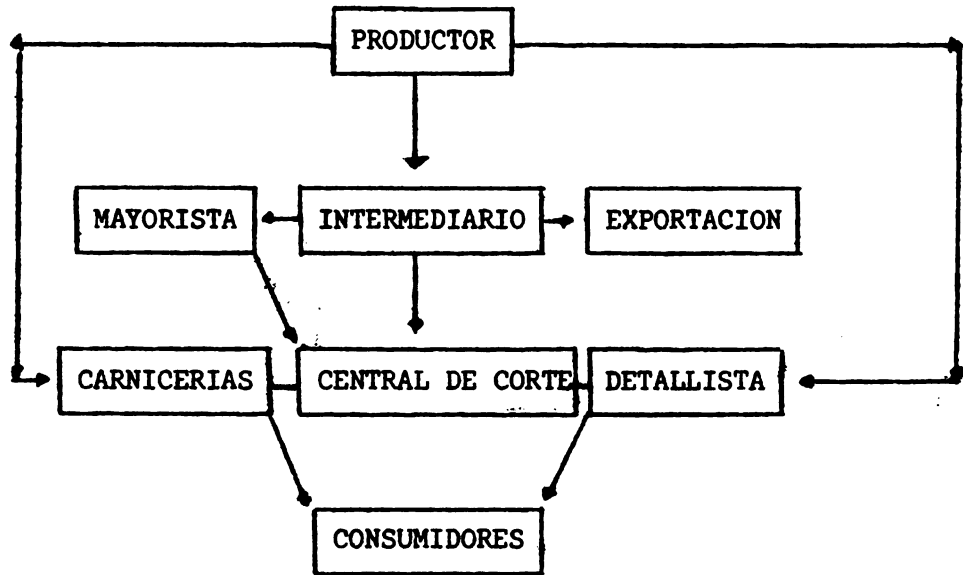 PRODUCTOR
MAYORISTA INTERMEDIARIO EXPORTACION
CARNICERIAS CENTRAL DE CORTE DETALLISTA
CONSUMIDORES